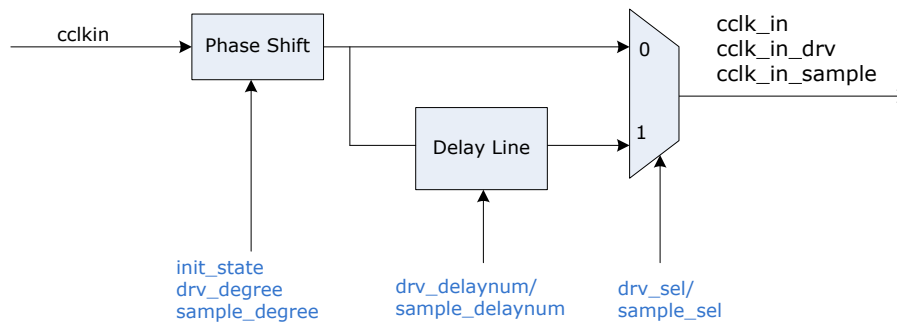 cclkin
Phase Shift
0
cclk_in
cclk_in_drv
cclk_in_sample
Delay Line
1
init_state
drv_degree
sample_degree
drv_delaynum/
sample_delaynum
drv_sel/
sample_sel